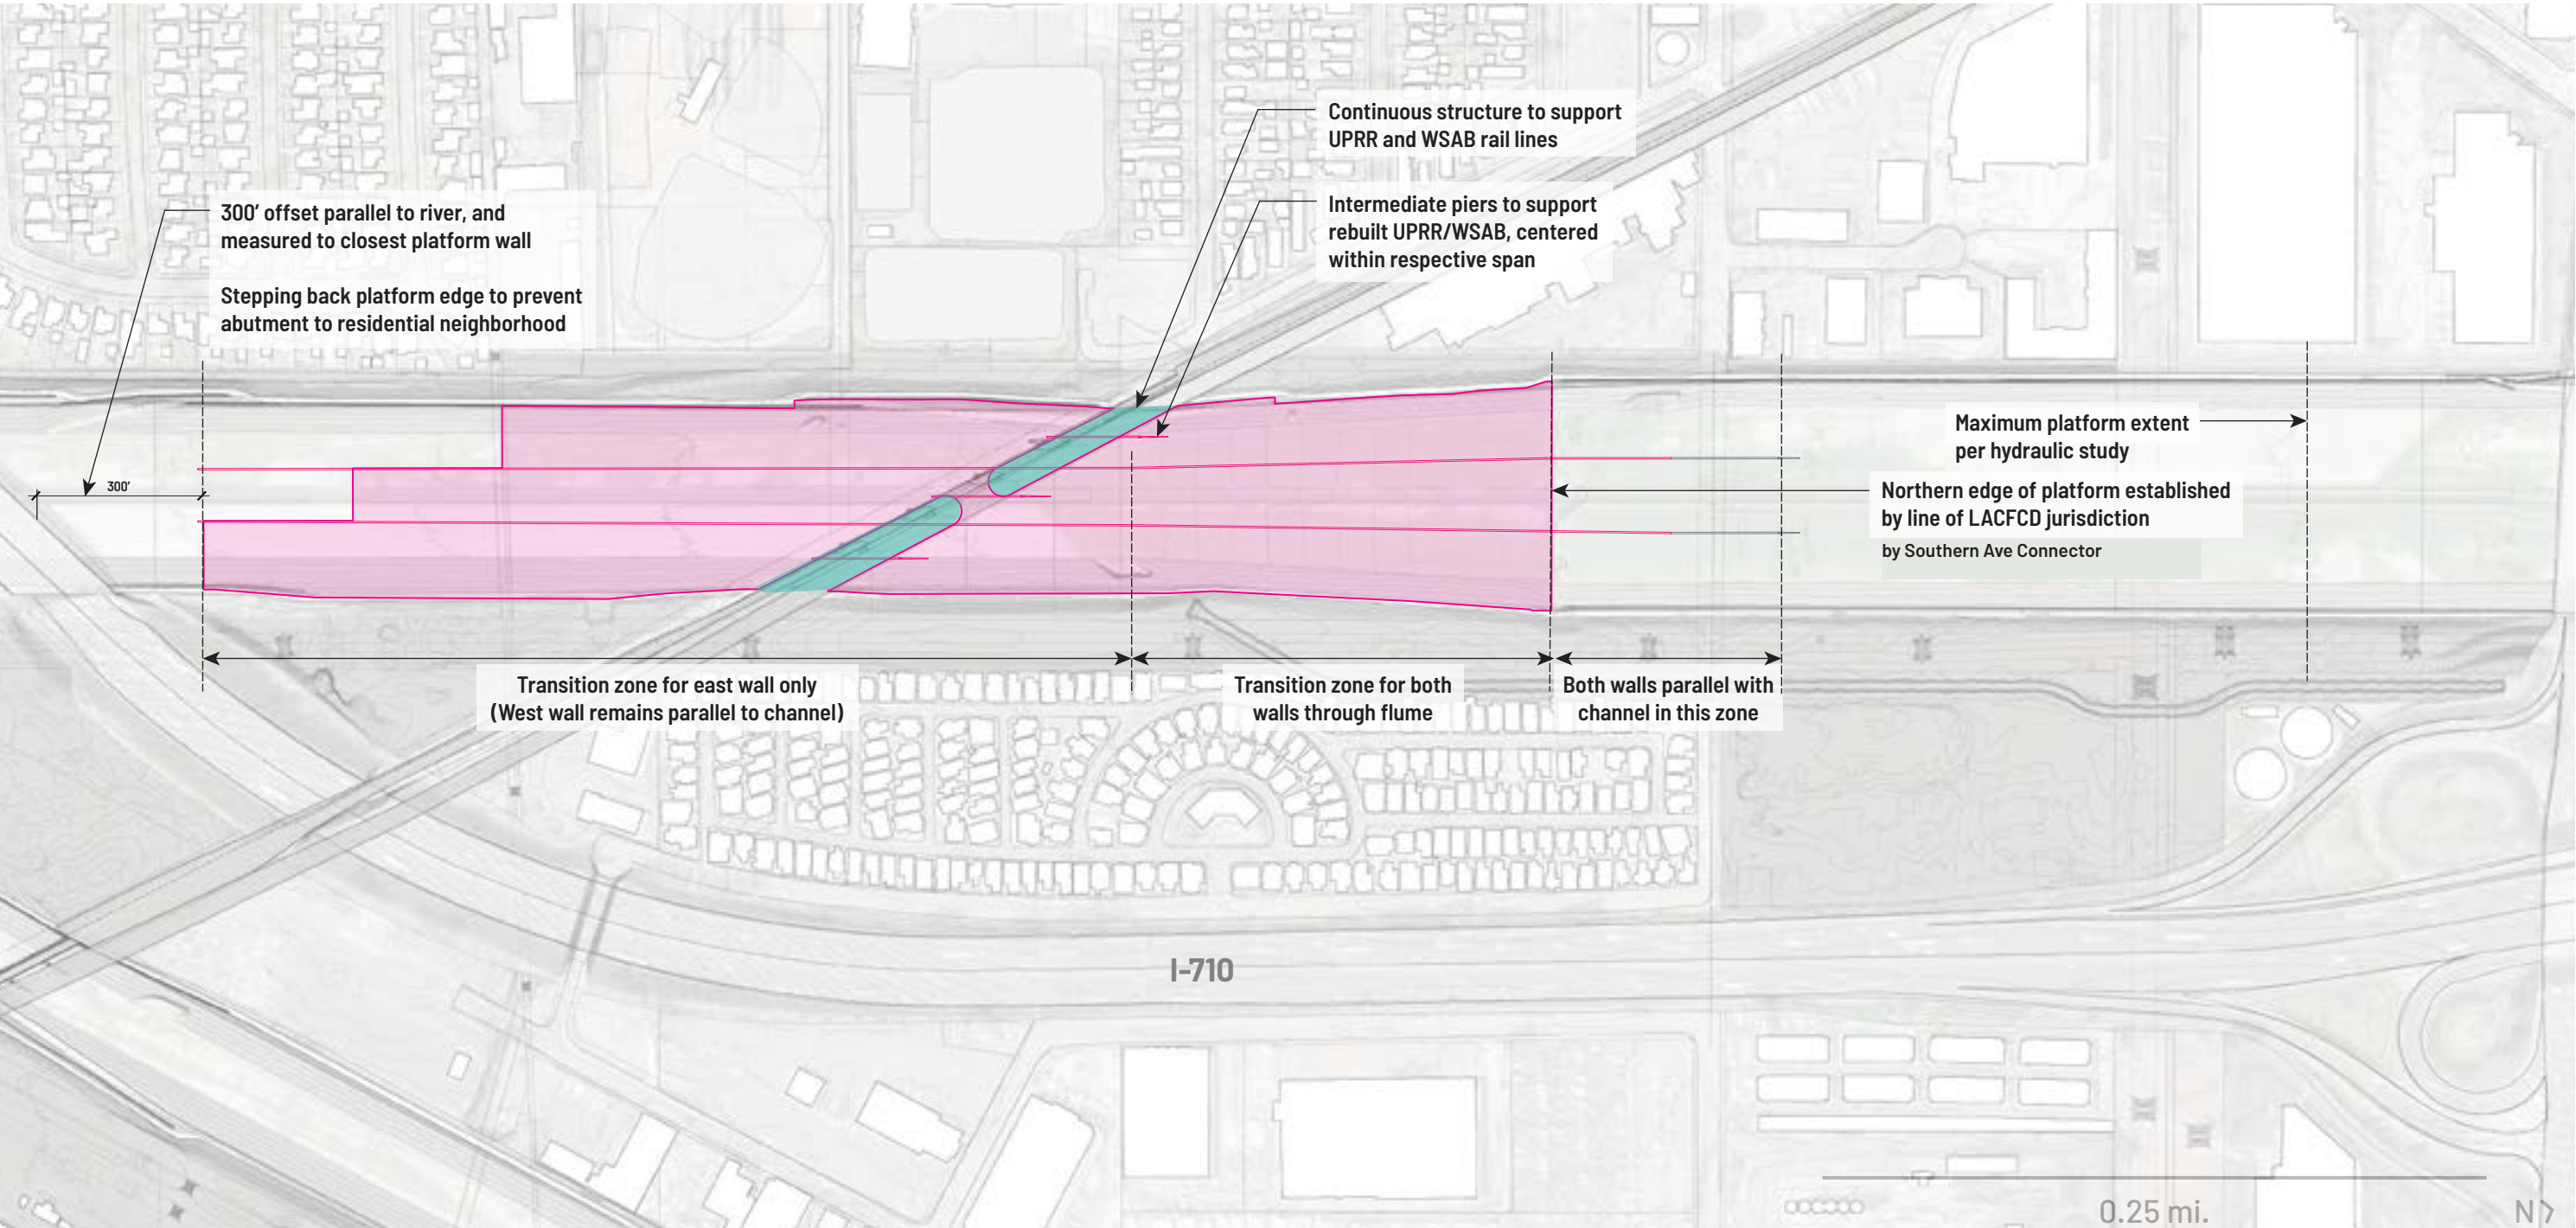 Continuous structure to support
UPRR and WSAB rail lines
Intermediate piers to support
rebuilt UPRR/WSAB, centered
within respective span
300’ offset parallel to river, and
measured to closest platform wall
Stepping back platform edge to prevent
abutment to residential neighborhood
300’
Maximum platform extent
per hydraulic study
Northern edge of platform established
by line of LACFCD jurisdiction
by Southern Ave Connector
Transition zone for east wall only
(West wall remains parallel to channel)
Transition zone for both
walls through flume
Both walls parallel with
channel in this zone
I-710
0.25 mi.
N